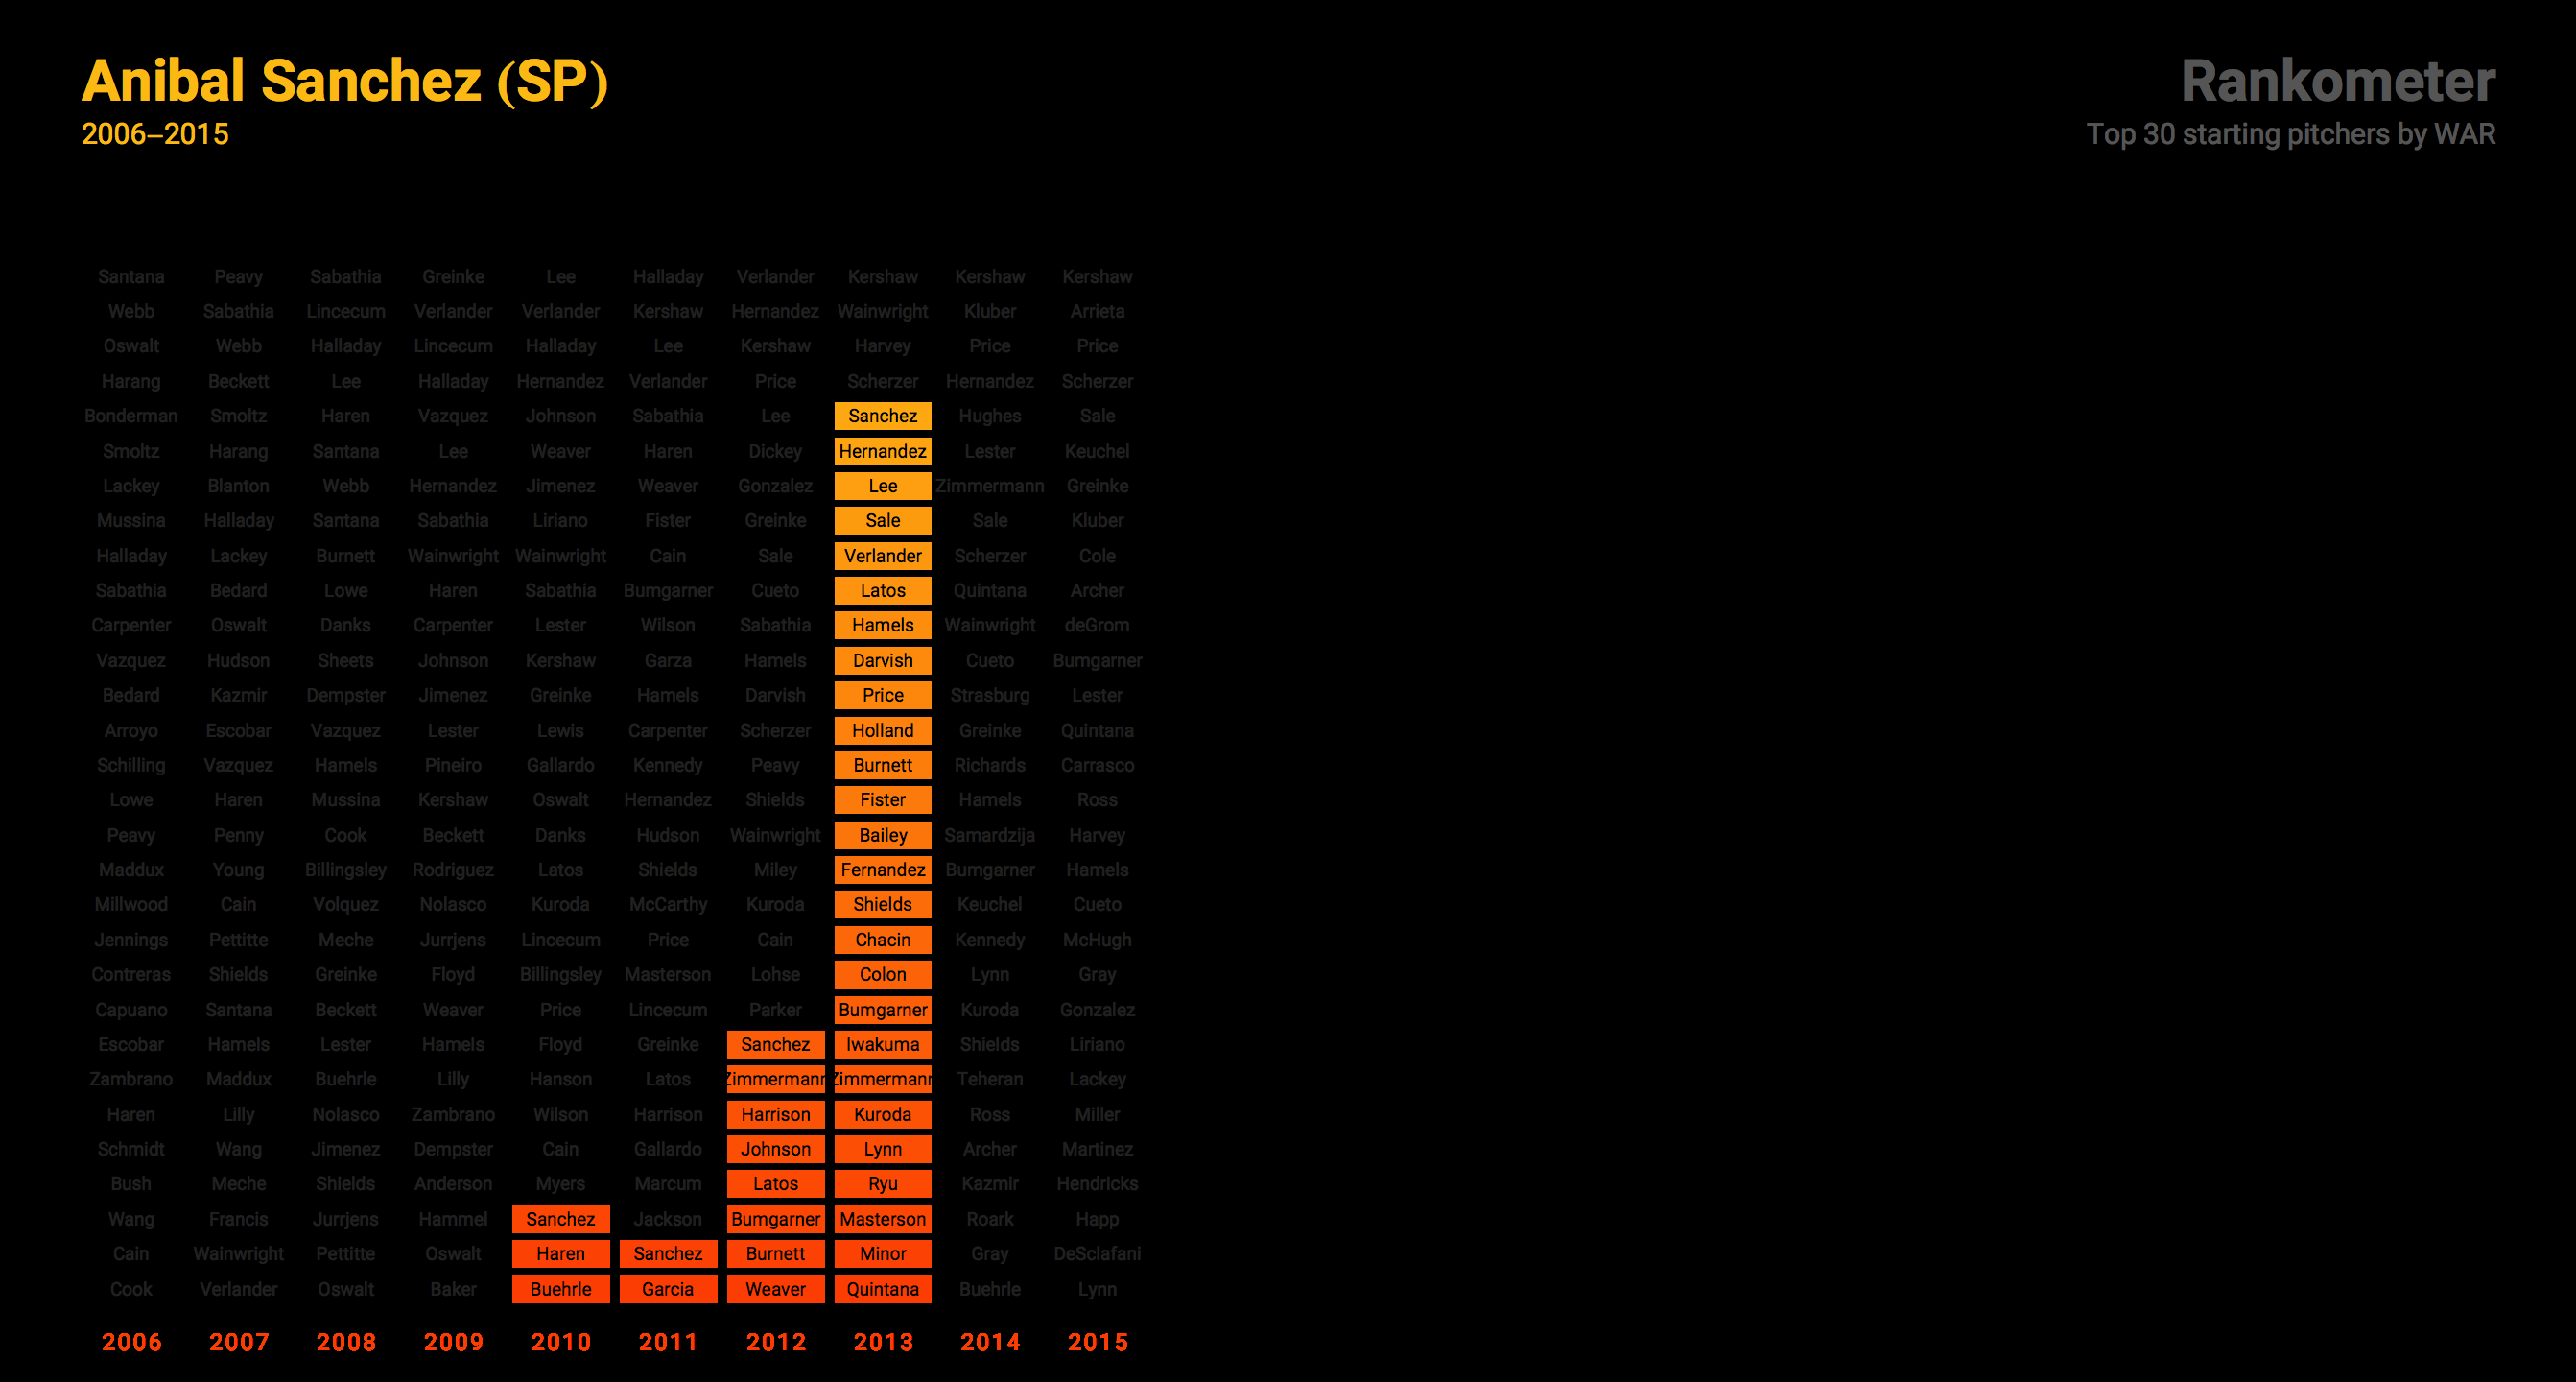 Anibal Sanchez (SP)
2006–2015
Rankometer
Top 30 starting pitchers by WAR
Santana Peavy Sabathia Greinke Lee Halladay Verlander Kershaw Kershaw Kershaw
Webb Sabathia Lincecum Verlander Verlander Kershaw Hernandez Wainwright Kluber Arrieta
Oswalt Webb Halladay Lincecum Halladay Lee Kershaw Harvey Price Price
Harang Beckett Lee Halladay Hernandez Verlander Price Scherzer Hernandez Scherzer
Bonderman Smoltz Haren Vazquez Johnson Sabathia Lee Sanchez Hughes Sale
Smoltz Harang Santana Lee Weaver Haren Dickey Hernandez Lester Keuchel
Lackey Blanton Webb Hernandez Jimenez Weaver Gonzalez Lee Zimmermann Greinke
Mussina Halladay Santana Sabathia Liriano Fister Greinke Sale Sale Kluber
Halladay Lackey Burnett Wainwright Wainwright Cain Sale Verlander Scherzer Cole
Sabathia Bedard Lowe Haren Sabathia Bumgarner Cueto Latos Quintana Archer
Carpenter Oswalt Danks Carpenter Lester Wilson Sabathia Hamels Wainwright deGrom
Vazquez Hudson Sheets Johnson Kershaw Garza Hamels Darvish Cueto Bumgarner
Bedard Kazmir Dempster Jimenez Greinke Hamels Darvish Price Strasburg Lester
Arroyo Escobar Vazquez Lester Lewis Carpenter Scherzer Holland Greinke Quintana
Schilling Vazquez Hamels Pineiro Gallardo Kennedy Peavy Burnett Richards Carrasco
Lowe Haren Mussina Kershaw Oswalt Hernandez Shields Fister Hamels Ross
Peavy Penny Cook Beckett Danks Hudson Wainwright Bailey Samardzija Harvey
Maddux Young Billingsley Rodriguez Latos Shields Miley Fernandez Bumgarner Hamels
Millwood Cain Volquez Nolasco Kuroda McCarthy Kuroda Shields Keuchel Cueto
Jennings Pettitte Meche Jurrjens Lincecum Price Cain Chacin Kennedy McHugh
Contreras Shields Greinke Floyd Billingsley Masterson Lohse Colon Lynn Gray
Capuano Santana Beckett Weaver Price Lincecum Parker Bumgarner Kuroda Gonzalez
Escobar Hamels Lester Hamels Floyd Greinke Sanchez Iwakuma Shields Liriano
Zambrano Maddux Buehrle Lilly Hanson Latos Zimmermann Zimmermann Teheran Lackey
Haren Lilly Nolasco Zambrano Wilson Harrison Harrison Kuroda Ross Miller
Schmidt Wang Jimenez Dempster Cain Gallardo Johnson Lynn Archer Martinez
Bush Meche Shields Anderson Myers Marcum Latos Ryu Kazmir Hendricks
Wang Francis Jurrjens Hammel Sanchez Jackson Bumgarner Masterson Roark Happ
Cain Wainwright Pettitte Oswalt Haren Sanchez Burnett Minor Gray DeSclafani
Cook Verlander Oswalt Baker Buehrle Garcia Weaver Quintana Buehrle Lynn
2006 2007 2008 2009 2010 2011 2012 2013 2014 2015